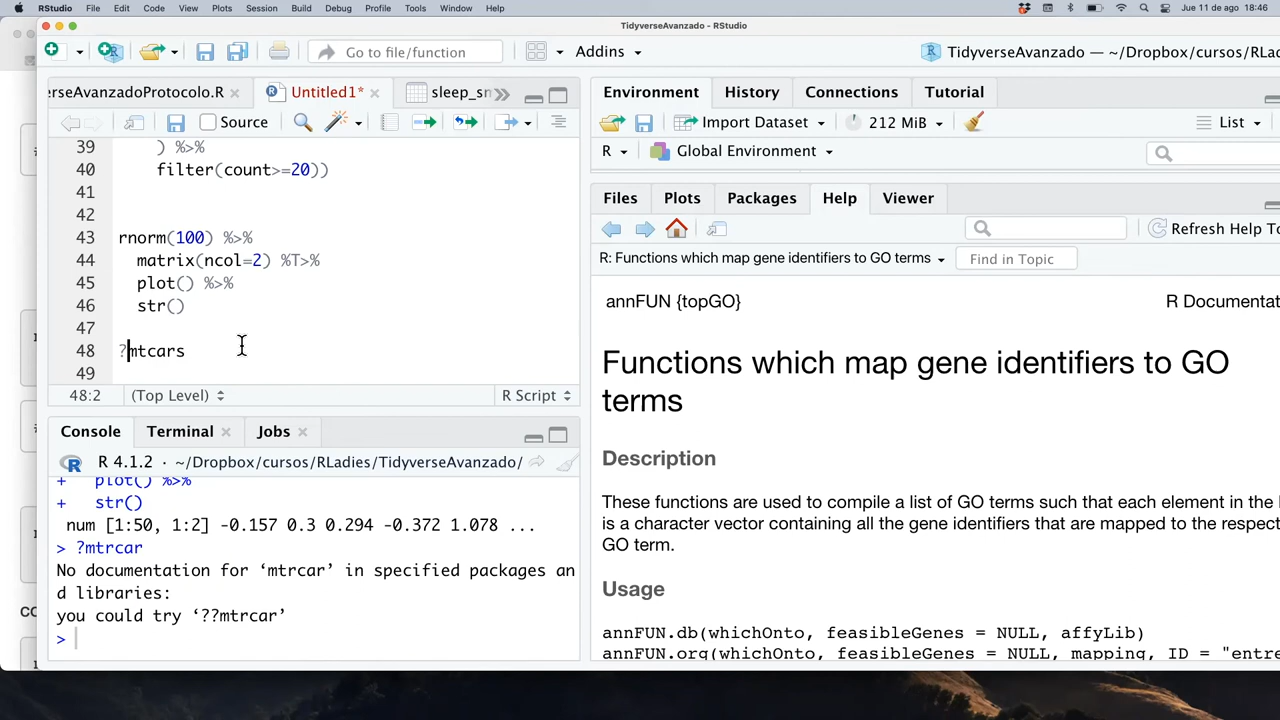 RStudio File Edit Code View Plots Session Build Debug Profile Tools Window Help Jue 11 de ago 18:46
TidyverseAvanzado - RStudio
Go to file/function Addins TidyverseAvanzado — ~/Dropbox/cursos/RLa
erseAvanzadoProtocolo.R Untitled1* sleep_sn
Source
39 ) %>%
40 filter(count>=20))
41
42
43 rnorm(100) %>%
44 matrix(ncol=2) %T>%
45 plot() %>%
46 str()
47
48 ?mtcars
49
48:2 (Top Level) R Script
Console Terminal Jobs
R 4.1.2 · ~/Dropbox/cursos/RLadies/TidyverseAvanzado/
+ plot() %>%
+ str()
num [1:50, 1:2] -0.157 0.3 0.294 -0.372 1.078 ...
> ?mtrcar
No documentation for ‘mtrcar’ in specified packages an
d libraries:
you could try ‘??mtrcar’
>
Environment History Connections Tutorial
Import Dataset 212 MiB List
R Global Environment
Files Plots Packages Help Viewer
Refresh Help To
R: Functions which map gene identifiers to GO terms Find in Topic
annFUN {topGO} R Documentat
Functions which map gene identifiers to GO
terms
Description
These functions are used to compile a list of GO terms such that each element in the l
is a character vector containing all the gene identifiers that are mapped to the respect
GO term.
Usage
annFUN.db(whichOnto, feasibleGenes = NULL, affyLib)
annFUN.org(whichOnto, feasibleGenes = NULL, mapping, ID = "entre